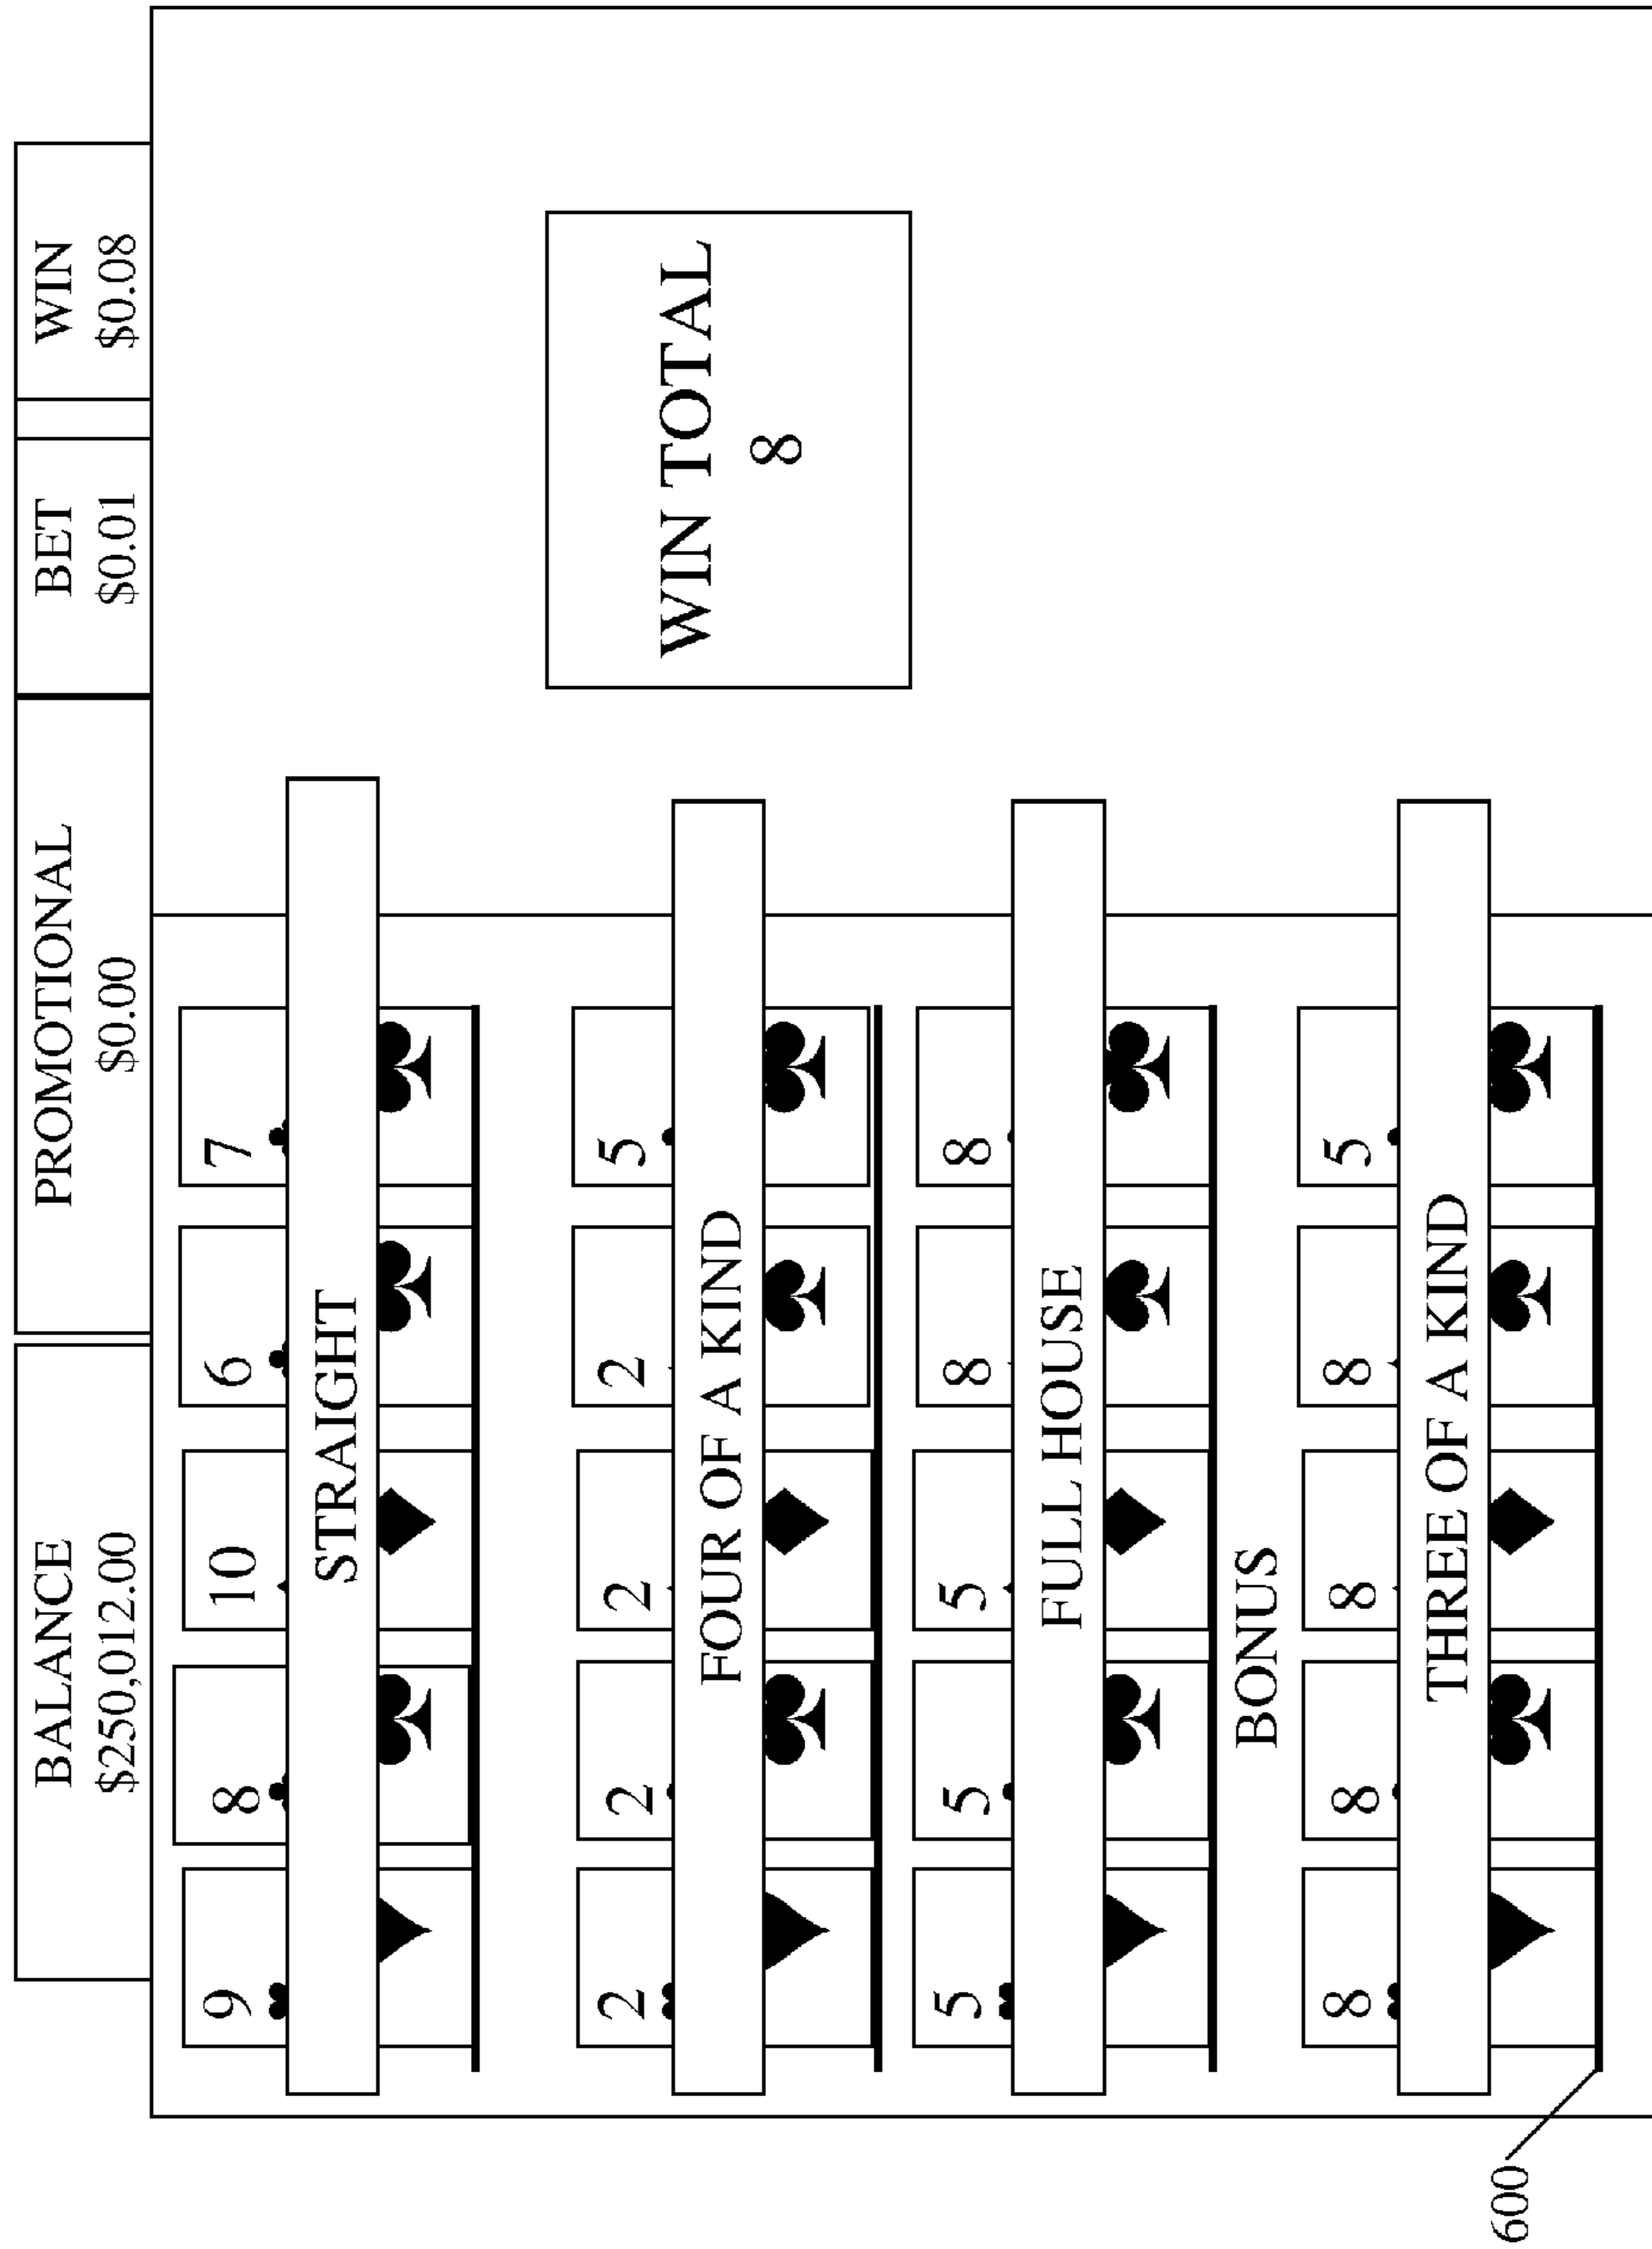 BALANCE PROMOTIONAL BET WIN
$250,012.00 $0.00 $0.01 $0.08
9 8 10 6 7
STRAIGHT
2 2 2 2 5
FOUR OF A KIND
WIN TOTAL
8
5 5 5 8 8
FULL HOUSE
BONUS
8 8 8 8 5
THREE OF A KIND
600